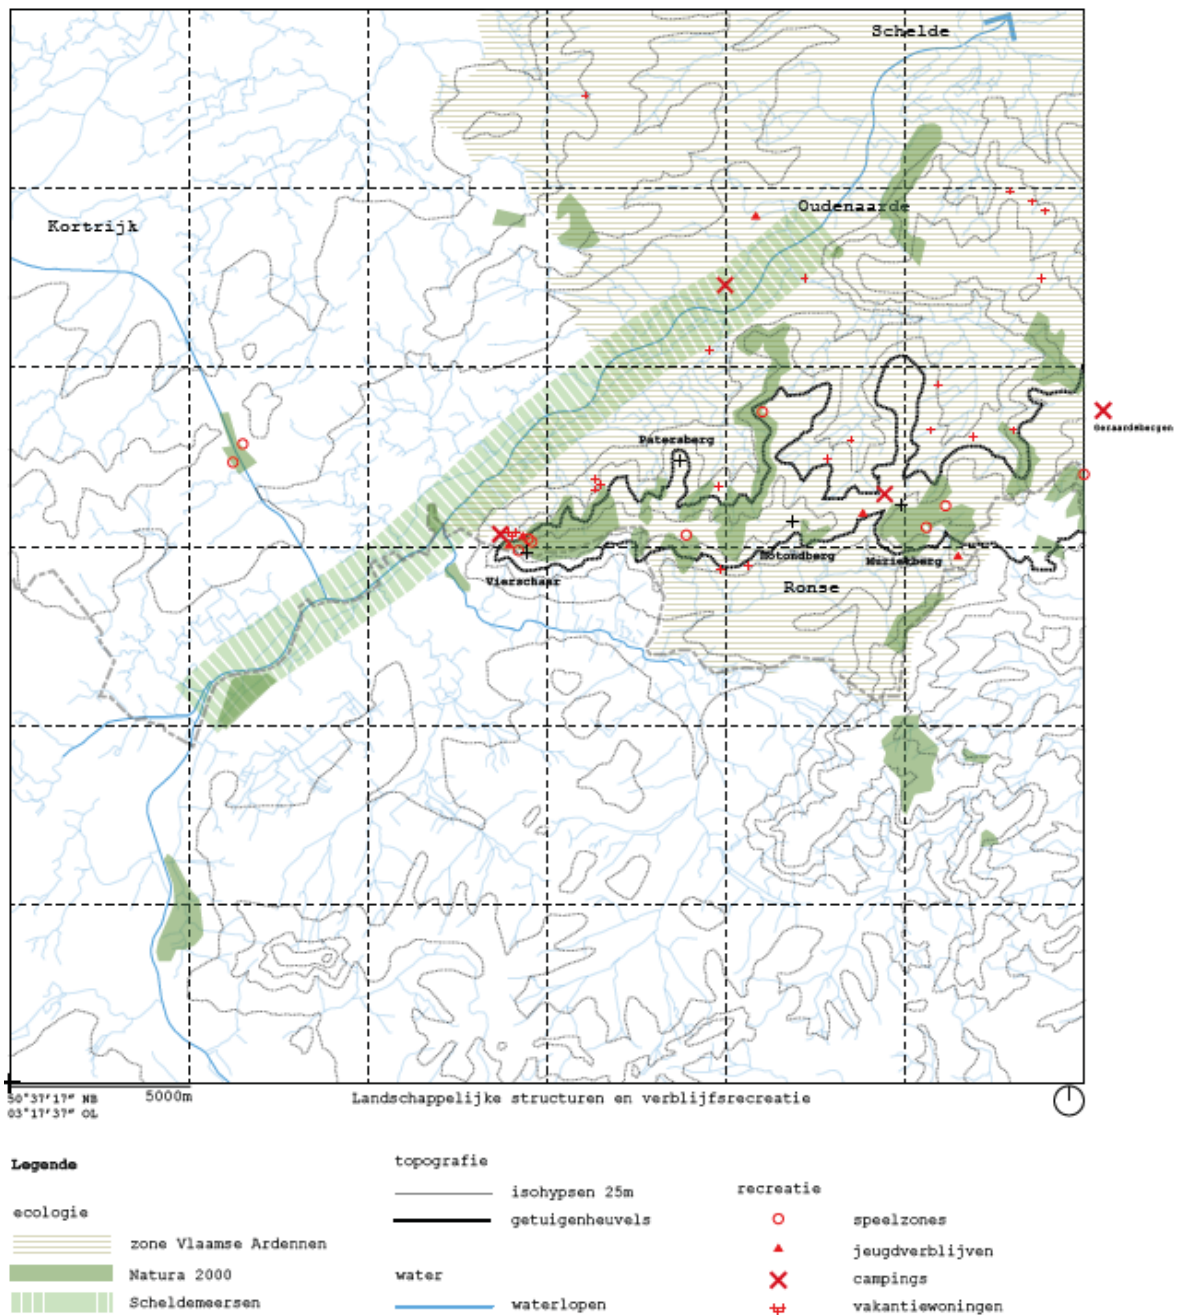 Schelde
Oudenaarde
Kortrijk
Geraardsbergen
Patersberg
Hotondberg
Muziekberg
Vierschaar
Ronse
50°37'17" NB
03°17'37" OL
5000m
Landschappelijke structuren en verblijfsrecreatie
Legende
ecologie
zone Vlaamse Ardennen
Natura 2000
Scheldemeersen
topografie
isohypsen 25m
getuigenheuvels
water
waterlopen
recreatie
speelzones
jeugdverblijven
campings
vakantiewoningen